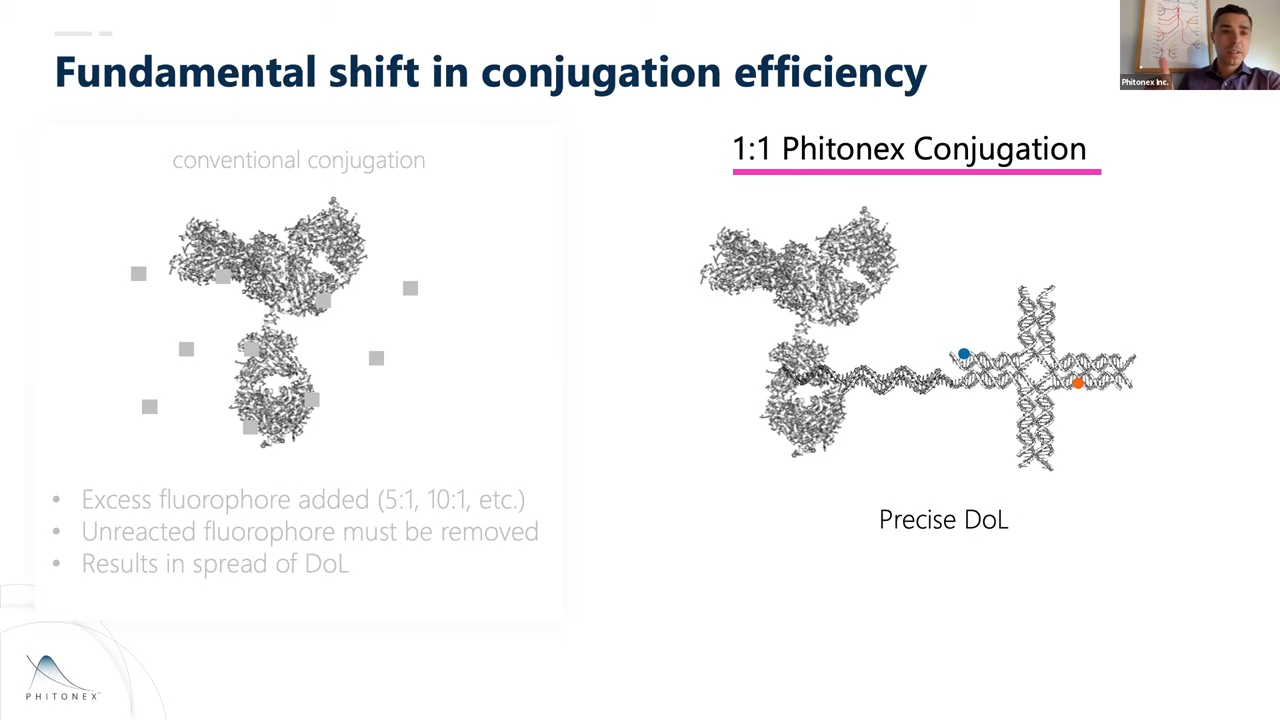 Fundamental shift in conjugation efficiency
Phitonex Inc.
conventional conjugation
• Excess fluorophore added (5:1, 10:1, etc.)
• Unreacted fluorophore must be removed
• Results in spread of DoL
1:1 Phitonex Conjugation
Precise DoL
PHITONEX